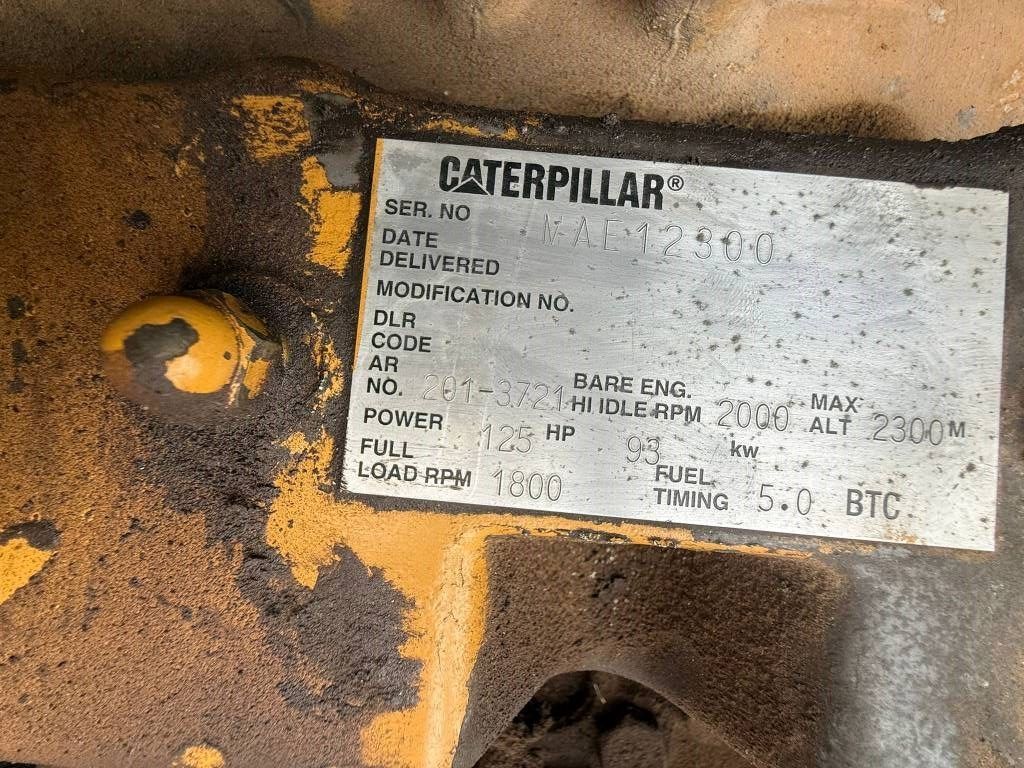 CATERPILLAR®
SER. NO MAE12300
DATE
DELIVERED
MODIFICATION NO.
DLR
CODE
AR
NO. 201-3721 BARE ENG.
HI IDLE RPM 2000 MAX
ALT 2300M
POWER 125 HP 93 kw
FULL
LOAD RPM 1800 FUEL
TIMING 5.0 BTC